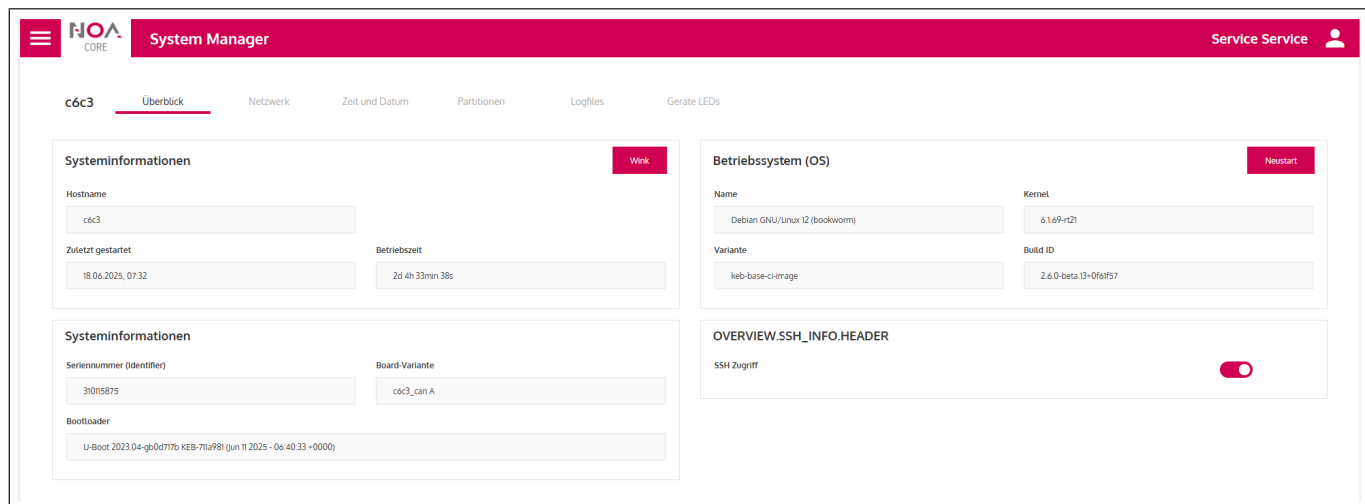 NOA
CORE
System Manager
Service Service
c6c3
Überblick
Netzwerk
Zeit und Datum
Partitionen
Logfiles
Geräte LEDs
Systeminformationen
Wink
Hostname
c6c3
Zuletzt gestartet
Betriebszeit
18.06.2025, 07:32
2d 4h 33min 38s
Betriebssystem (OS)
Neustart
Name
Kernel
Debian GNU/Linux 12 (bookworm)
6.1.69-rt21
Variante
Build ID
keb-base-ci-image
2.6.0-beta.13+0f61f57
Systeminformationen
Seriennummer (Identifier)
Board-Variante
310115875
c6c3_can A
Bootloader
U-Boot 2023.04-gb0d717b KEB-711a981 (Jun 11 2025 - 06:40:33 +0000)
OVERVIEW.SSH_INFO.HEADER
SSH Zugriff